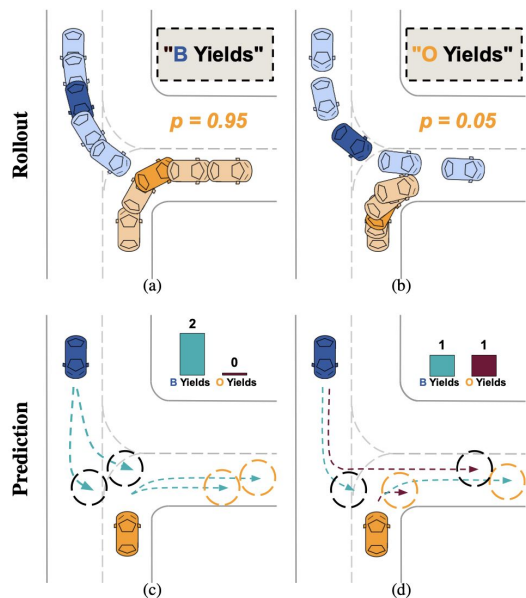 Rollout
"B Yields"
p = 0.95
(a)
"O Yields"
p = 0.05
(b)
Prediction
2
0
B Yields O Yields
(c)
1 1
B Yields O Yields
(d)